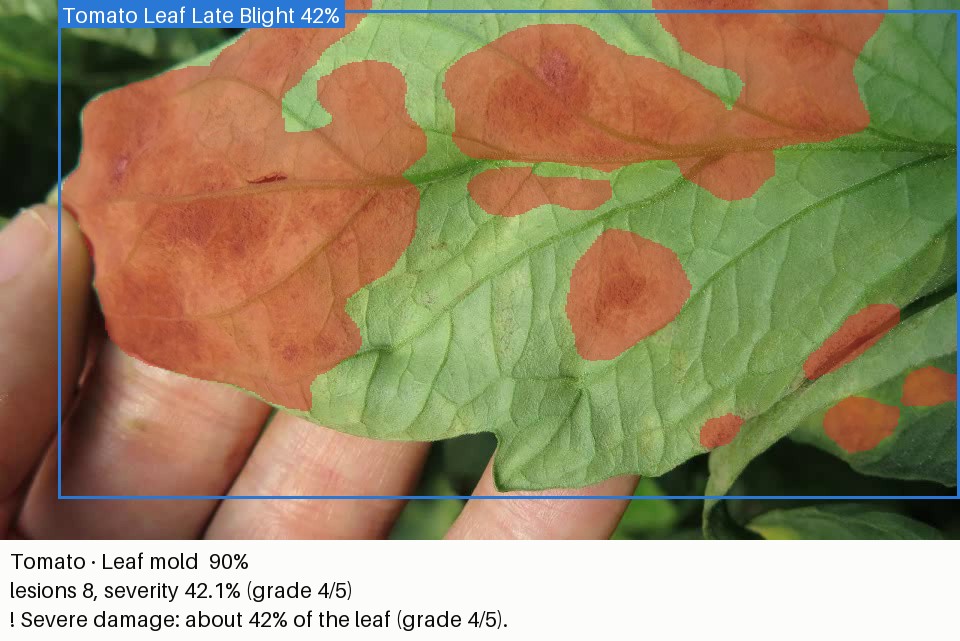 Tomato Leaf Late Blight 42%
Tomato · Leaf mold 90%
lesions 8, severity 42.1% (grade 4/5)
! Severe damage: about 42% of the leaf (grade 4/5).